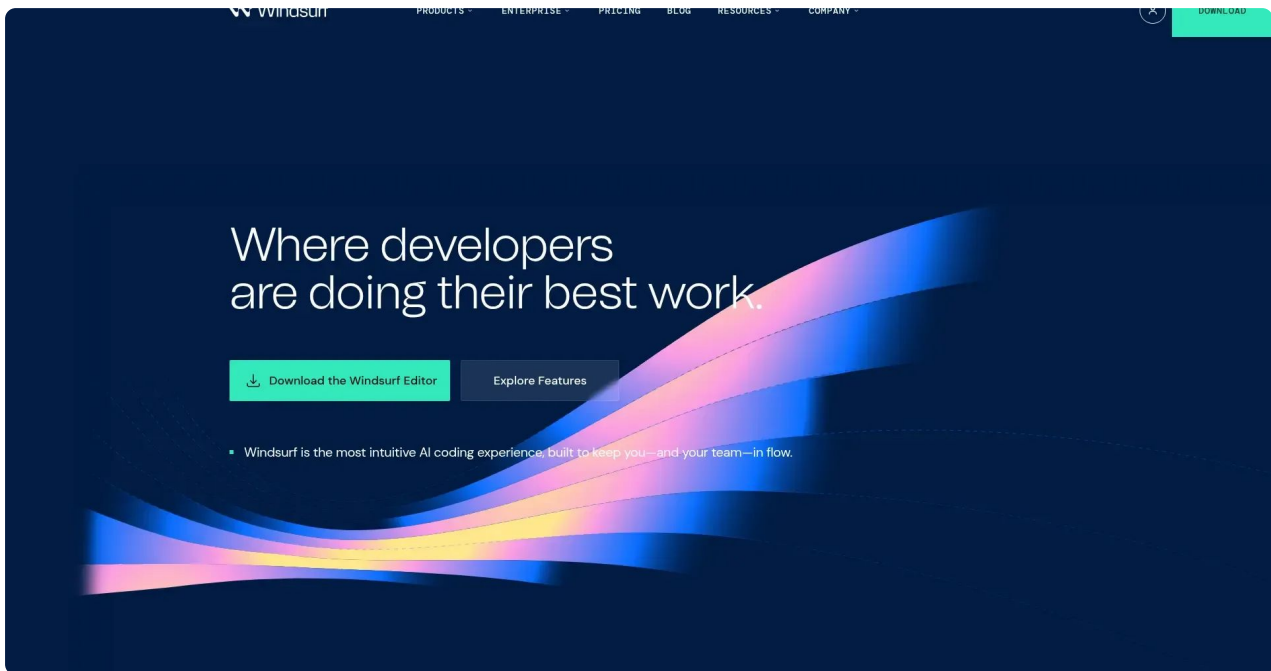 Windsurf
PRODUCTS
ENTERPRISE
PRICING
BLOG
RESOURCES
COMPANY
DOWNLOAD
Where developers
are doing their best work.
Download the Windsurf Editor
Explore Features
Windsurf is the most intuitive AI coding experience, built to keep you—and your team—in flow.